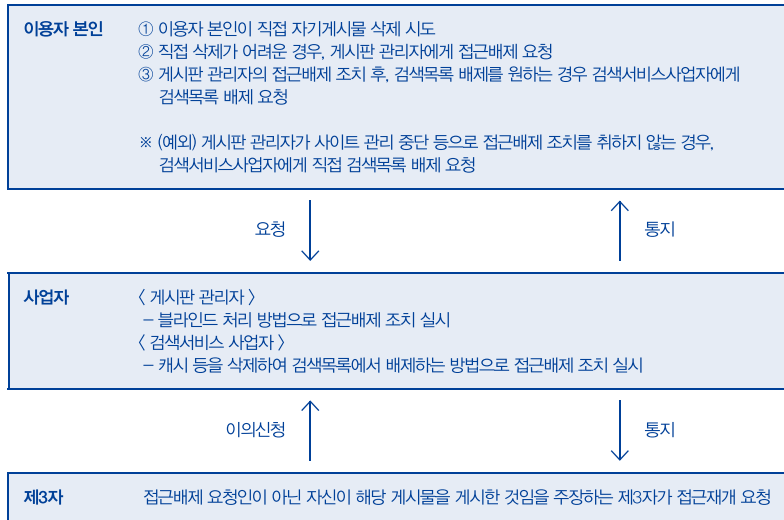 이용자 본인
① 이용자 본인이 직접 자기게시물 삭제 시도
② 직접 삭제가 어려운 경우, 게시판 관리자에게 접근배제 요청
③ 게시판 관리자의 접근배제 조치 후, 검색목록 배제를 원하는 경우 검색서비스사업자에게
검색목록 배제 요청
※ (예외) 게시판 관리자가 사이트 관리 중단 등으로 접근배제 조치를 취하지 않는 경우,
검색서비스사업자에게 직접 검색목록 배제 요청
요청
통지
사업자
〈 게시판 관리자 〉
– 블라인드 처리 방법으로 접근배제 조치 실시
〈 검색서비스 사업자 〉
– 캐시 등을 삭제하여 검색목록에서 배제하는 방법으로 접근배제 조치 실시
이의신청
통지
제3자
접근배제 요청인이 아닌 자신이 해당 게시물을 게시한 것임을 주장하는 제3자가 접근재개 요청